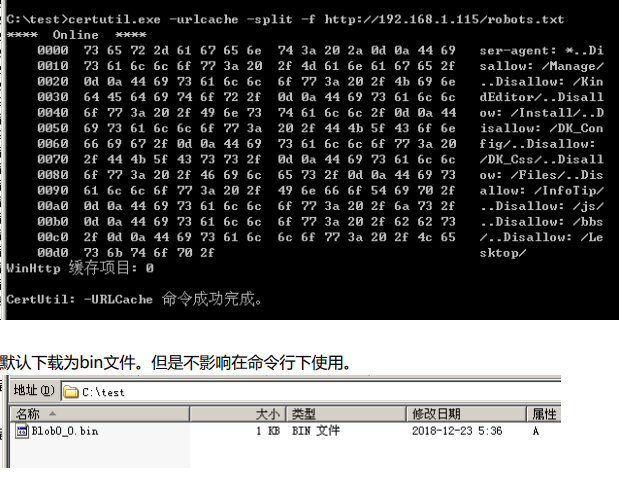 C:\test>certutil.exe -urlcache -split -f http://192.168.1.115/robots.txt
**** Online ****
0000 73 65 72 2d 61 67 65 6e 74 3a 20 2a 0d 0a 44 69 ser-agent: *..Di
0010 73 61 6c 6c 6f 77 3a 20 2f 4d 61 6e 61 67 65 2f sallow: /Manage/
0020 0d 0a 44 69 73 61 6c 6c 6f 77 3a 20 2f 4b 69 6e ..Disallow: /Kin
0030 64 45 64 69 74 6f 72 2f 0d 0a 44 69 73 61 6c 6c dEditor/..Disall
0040 6f 77 3a 20 2f 49 6e 73 74 61 6c 6c 2f 0d 0a 44 ow: /Install/..D
0050 69 73 61 6c 6c 6f 77 3a 20 2f 44 4b 5f 43 6f 6e isallow: /DK_Con
0060 66 69 67 2f 0d 0a 44 69 73 61 6c 6c 6f 77 3a 20 fig/..Disallow:
0070 2f 44 4b 5f 43 73 73 2f 0d 0a 44 69 73 61 6c 6c /DK_Css/..Disall
0080 6f 77 3a 20 2f 46 69 6c 65 73 2f 0d 0a 44 69 73 ow: /Files/..Dis
0090 61 6c 6c 6f 77 3a 20 2f 49 6e 66 6f 54 69 70 2f allow: /InfoTip/
00a0 0d 0a 44 69 73 61 6c 6c 6f 77 3a 20 2f 6a 73 2f ..Disallow: /js/
00b0 0d 0a 44 69 73 61 6c 6c 6f 77 3a 20 2f 62 62 73 ..Disallow: /bbs
00c0 2f 0d 0a 44 69 73 61 6c 6c 6f 77 3a 20 2f 4c 65 /..Disallow: /Le
00d0 73 6b 74 6f 70 2f sktop/
WinHttp 缓存项目: 0
CertUtil: -URLCache 命令成功完成。
默认下载为bin文件。但是不影响在命令行下使用。
地址(D) C:\test
名称 大小 类型 修改日期 属性
Blob0_0.bin 1 KB BIN 文件 2018-12-23 5:36 A